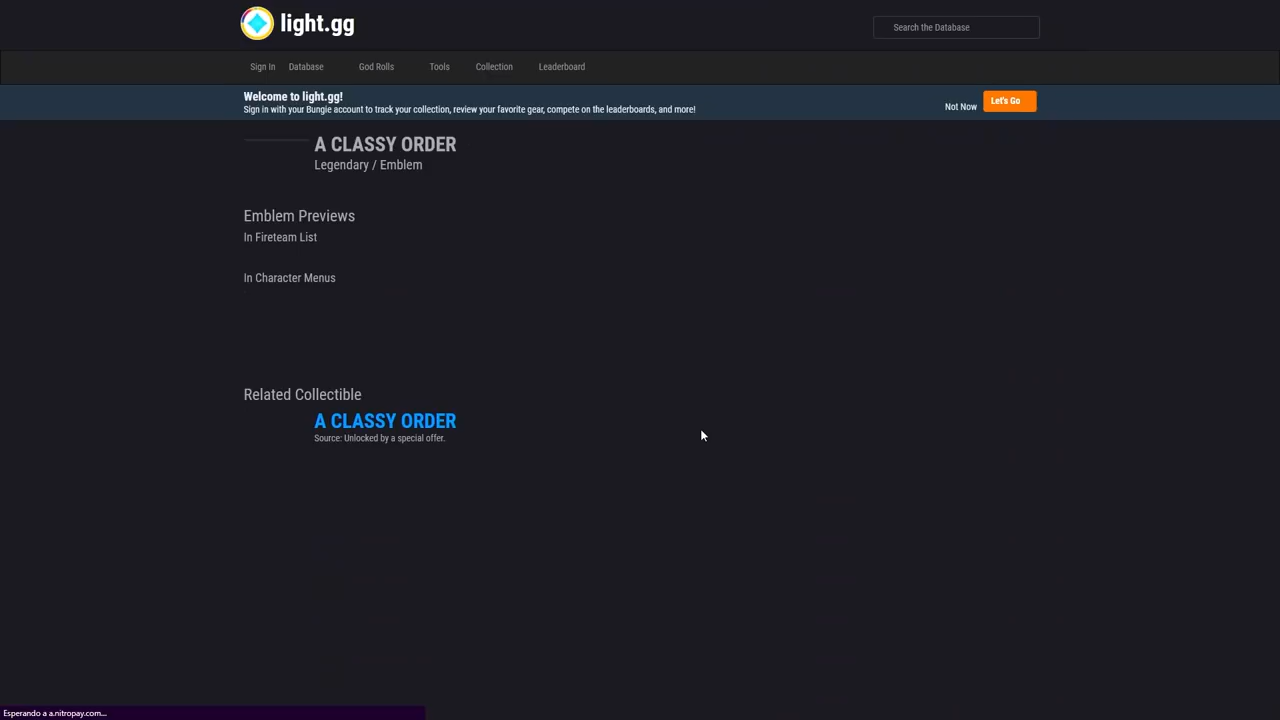 light.gg
Search the Database
Sign In Database God Rolls Tools Collection Leaderboard
Welcome to light.gg!
Sign in with your Bungie account to track your collection, review your favorite gear, compete on the leaderboards, and more!
Not Now
Let's Go
A CLASSY ORDER
Legendary / Emblem
Emblem Previews
In Fireteam List
In Character Menus
Related Collectible
A CLASSY ORDER
Source: Unlocked by a special offer.
Esperando a a.nitropay.com...